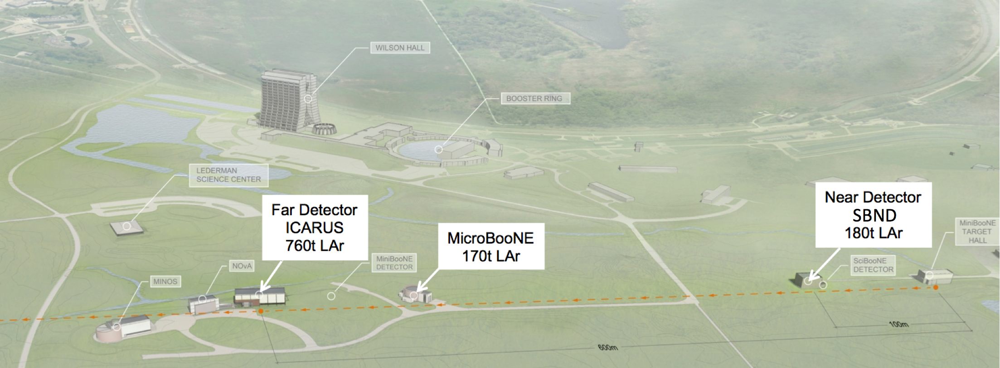 WILSON HALL
BOOSTER RING
LEDERMAN
SCIENCE CENTER
Far Detector
ICARUS
760t LAr
MicroBooNE
170t LAr
Near Detector
SBND
180t LAr
MiniBooNE
TARGET
HALL
MiniBooNE
DETECTOR
SciBooNE
DETECTOR
NOvA
MINOS
100m
600m